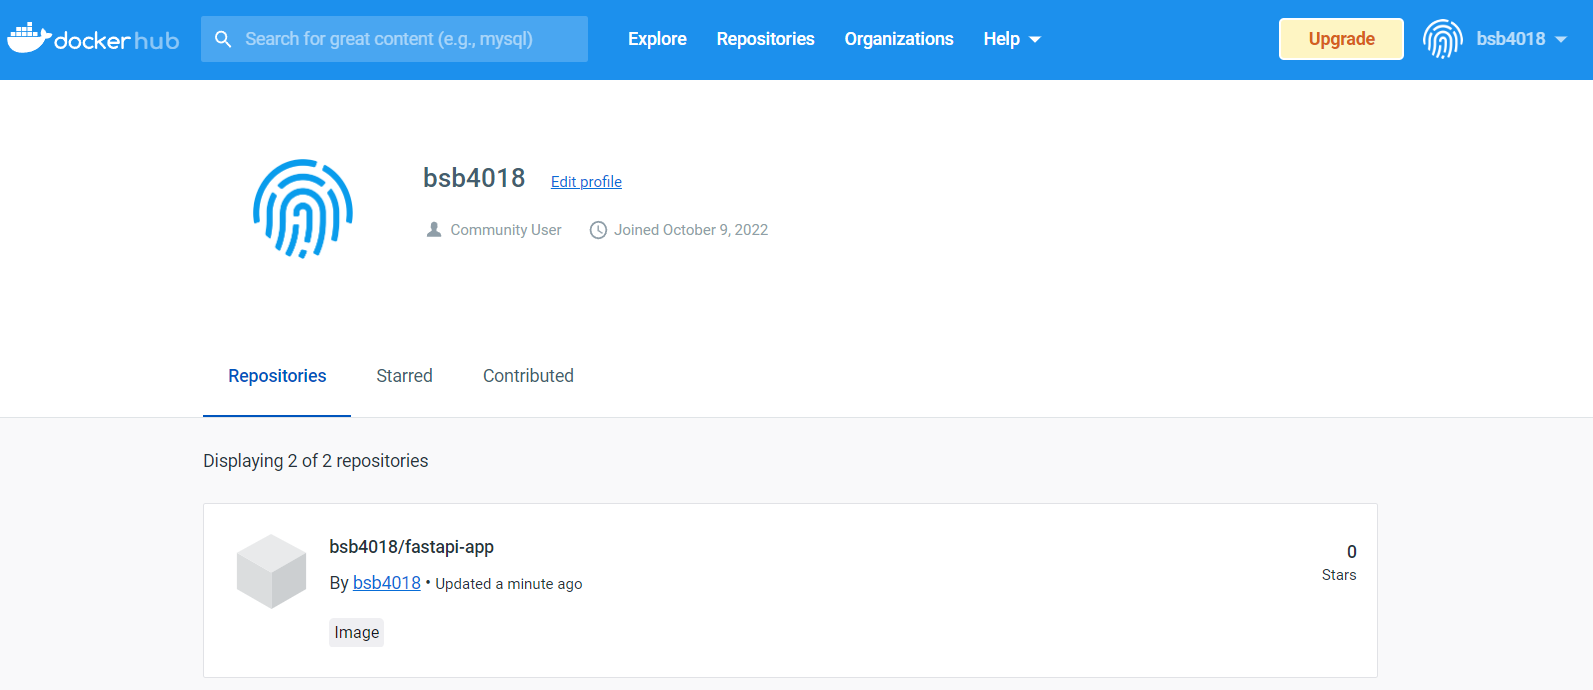 docker hub Search for great content (e.g., mysql) Explore Repositories Organizations Help Upgrade bsb4018
bsb4018 Edit profile
Community User Joined October 9, 2022
Repositories Starred Contributed
Displaying 2 of 2 repositories
bsb4018/fastapi-app
By bsb4018 • Updated a minute ago
Image
0
Stars